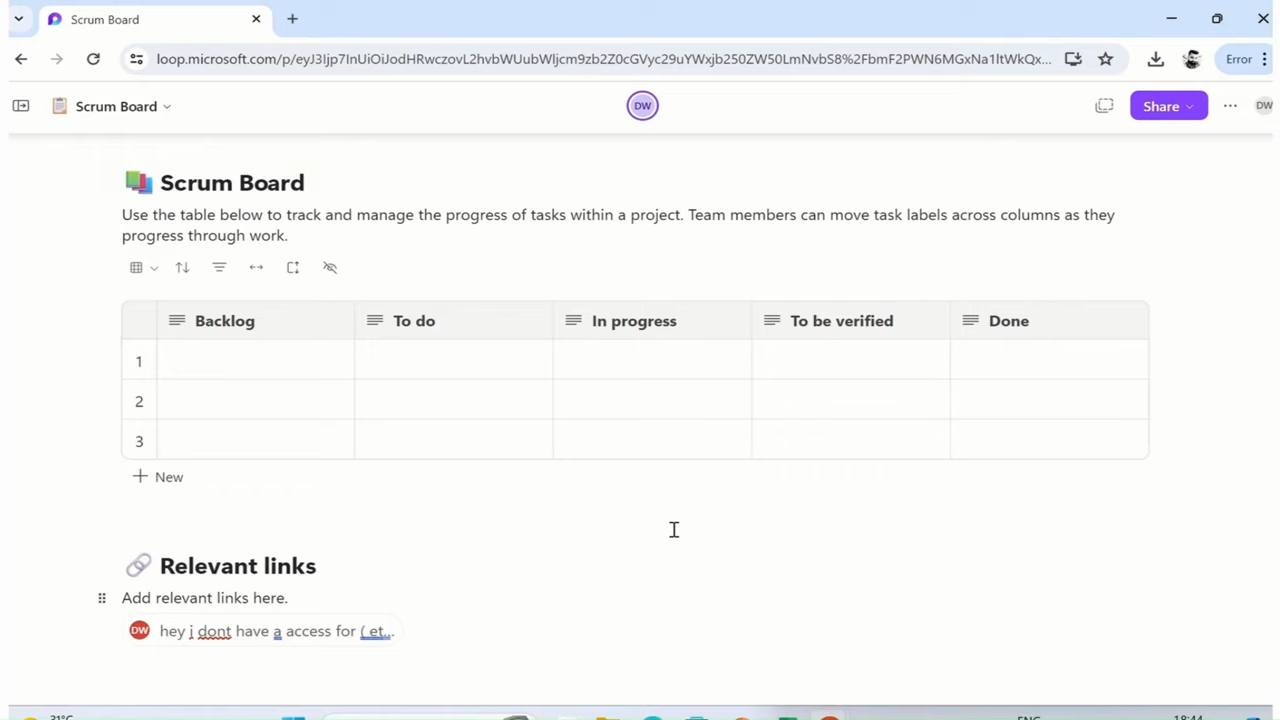 Scrum Board
loop.microsoft.com/p/eyJ3Ijp7InUiOiJodHRwczovL2hvbWUubWljcm9zb2Z0cGVyc29uYWxjb250ZW50LmNvbS8%2FbmF2PWN6MGxNa1ltWkQx...
Error
Scrum Board
DW
Share
DW
Scrum Board
Use the table below to track and manage the progress of tasks within a project. Team members can move task labels across columns as they
progress through work.
Backlog To do In progress To be verified Done
1
2
3
New
Relevant links
Add relevant links here.
DW hey i dont have a access for ( et...
31°C ENG 18:44